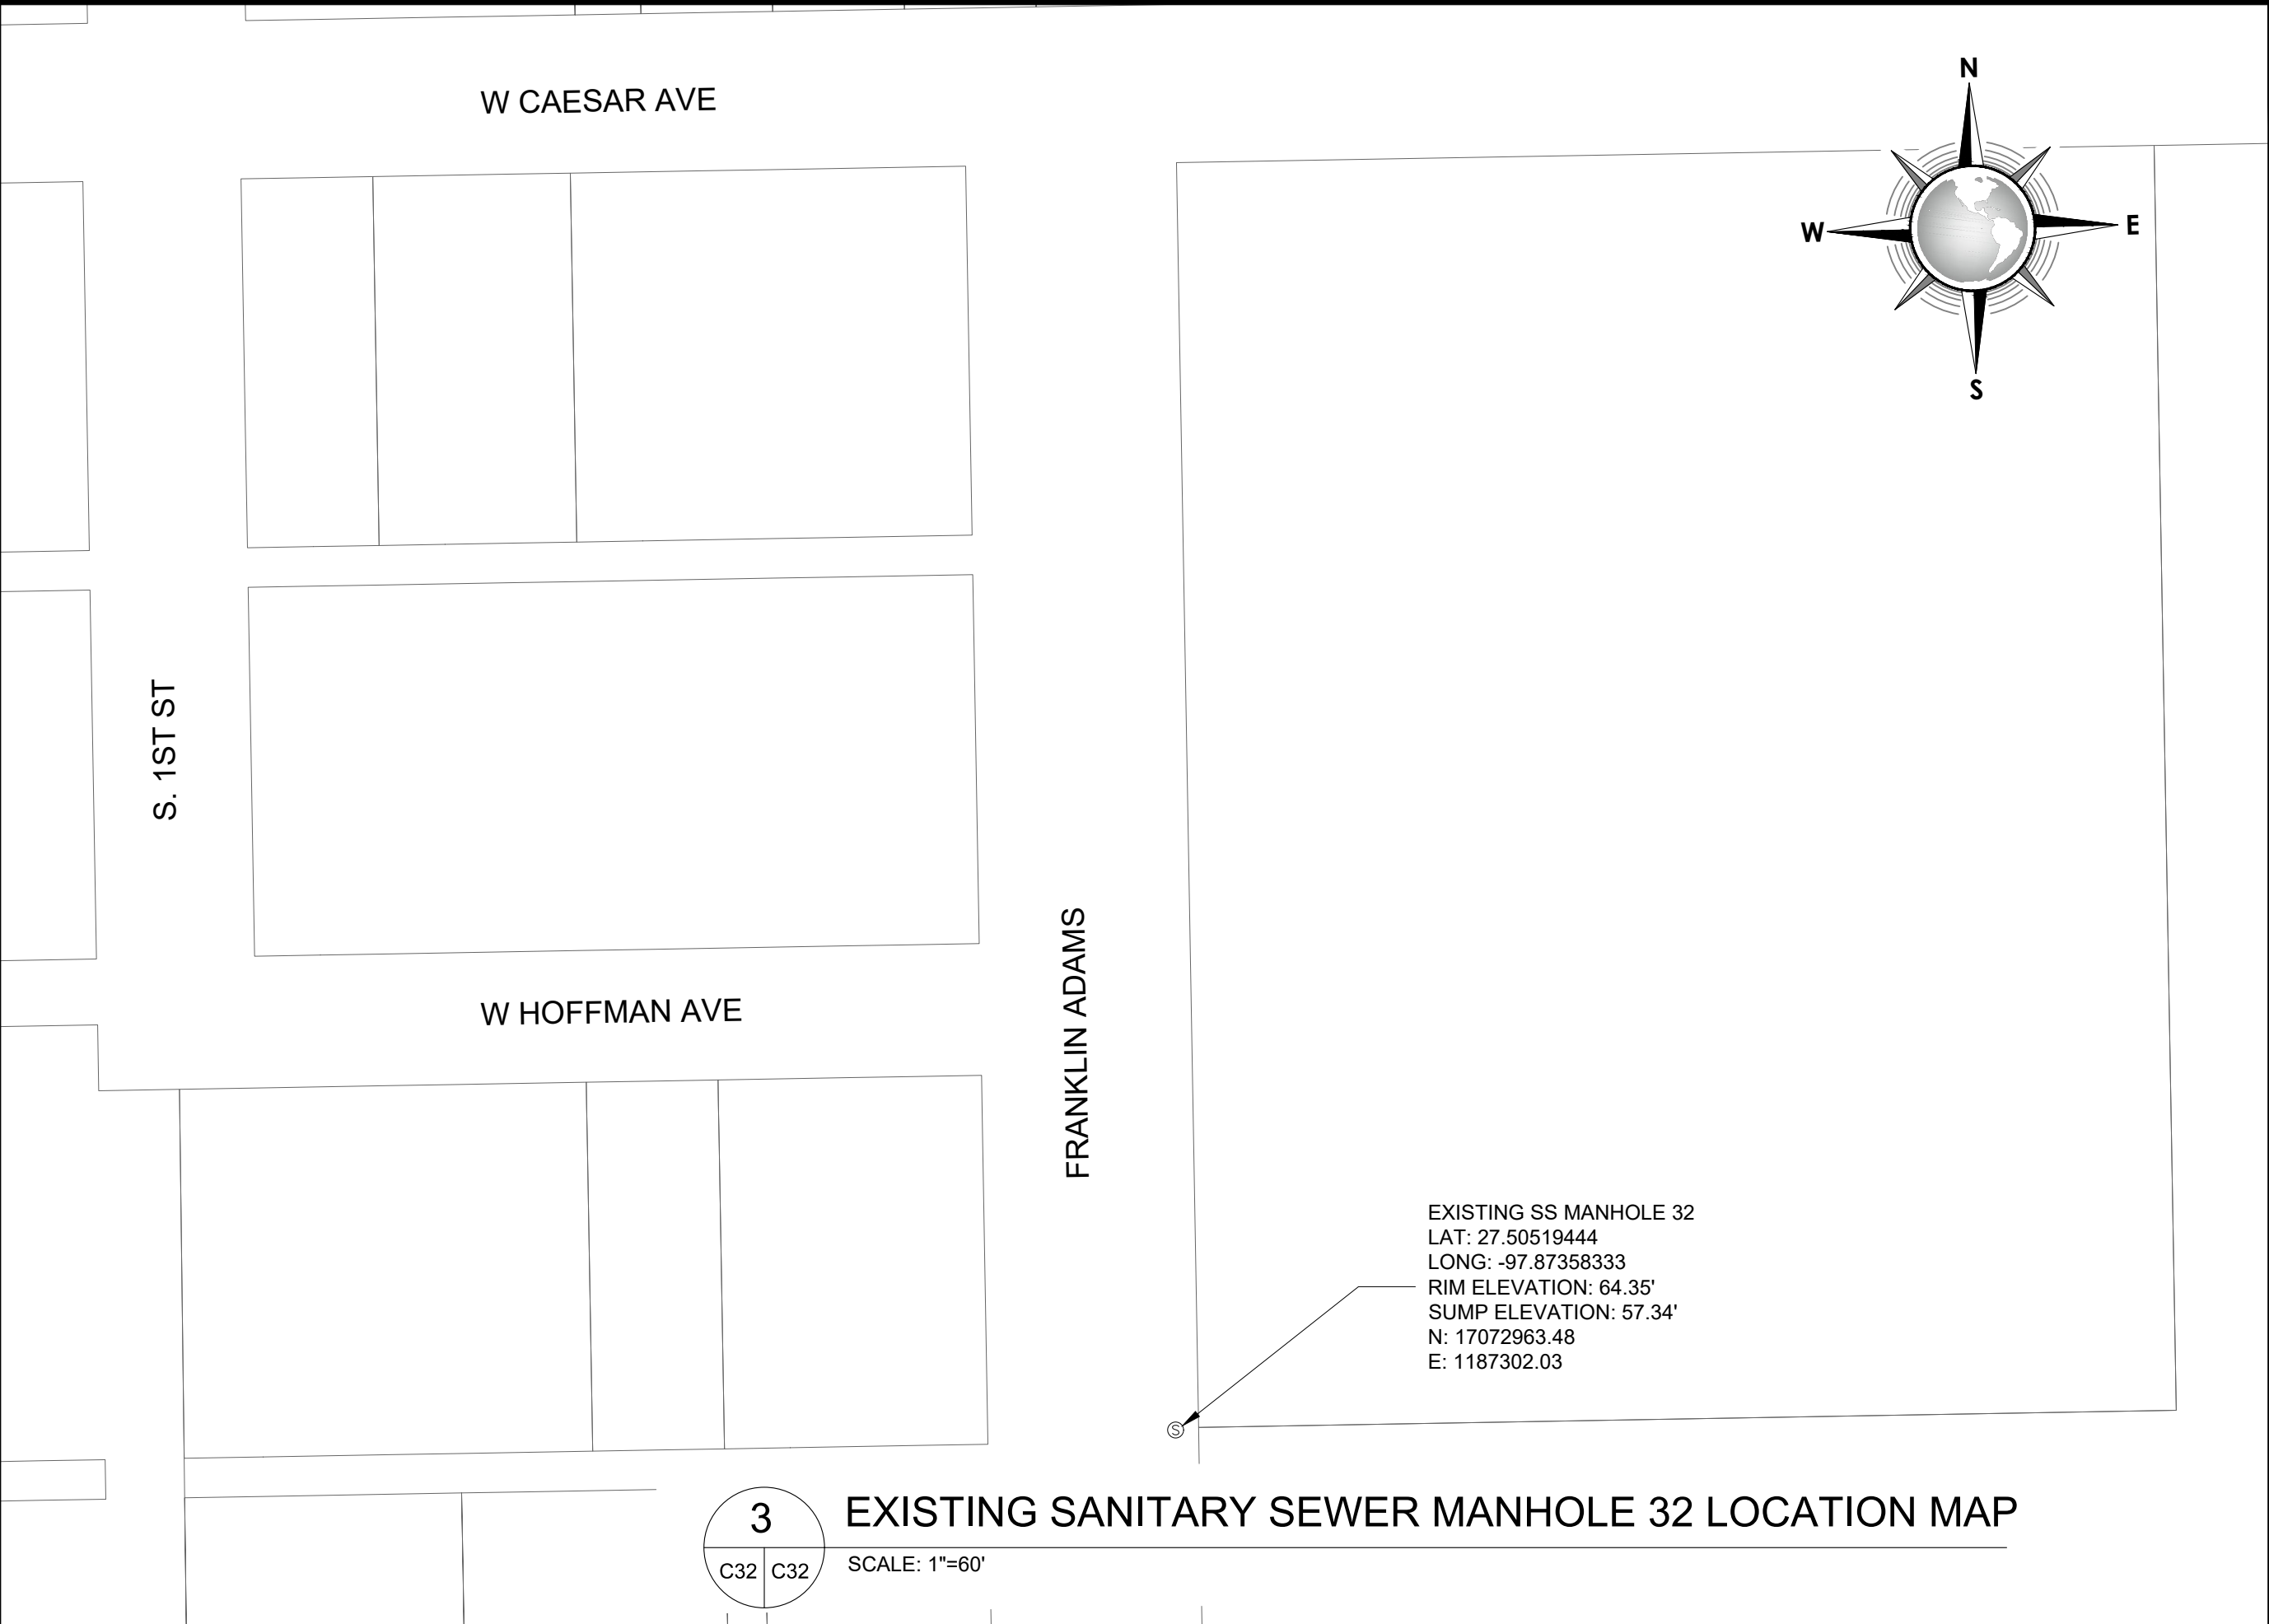 W CAESAR AVE
N
W
E
S
S. 1ST ST
FRANKLIN ADAMS
W HOFFMAN AVE
EXISTING SS MANHOLE 32
LAT: 27.50519444
LONG: -97.87358333
RIM ELEVATION: 64.35'
SUMP ELEVATION: 57.34'
N: 17072963.48
E: 1187302.03
S
3
C32 C32
EXISTING SANITARY SEWER MANHOLE 32 LOCATION MAP
SCALE: 1"=60'